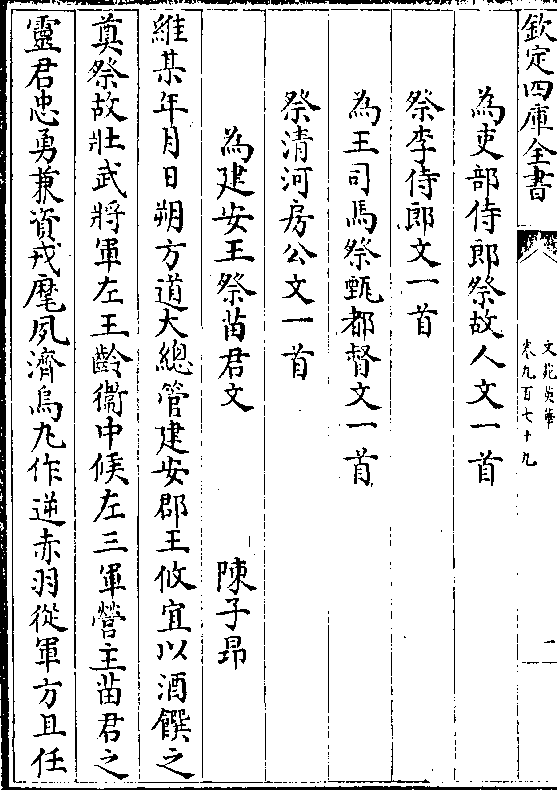 欽定四庫全書
文苑英華
卷九百七十九
一
為吏部侍郎祭故人文一首
祭李侍郎文一首
為王司馬祭甄都督文一首
祭清河房公文一首
為建安王祭苗君文 陳子昂
維某年月日朔方道大總管建安郡王攸宜以酒饌之
奠祭故壯武將軍左玉鈐衛中候左三軍營主苗君之
靈君忠勇兼資戎麾夙濟烏丸作逆赤羽從軍方且任